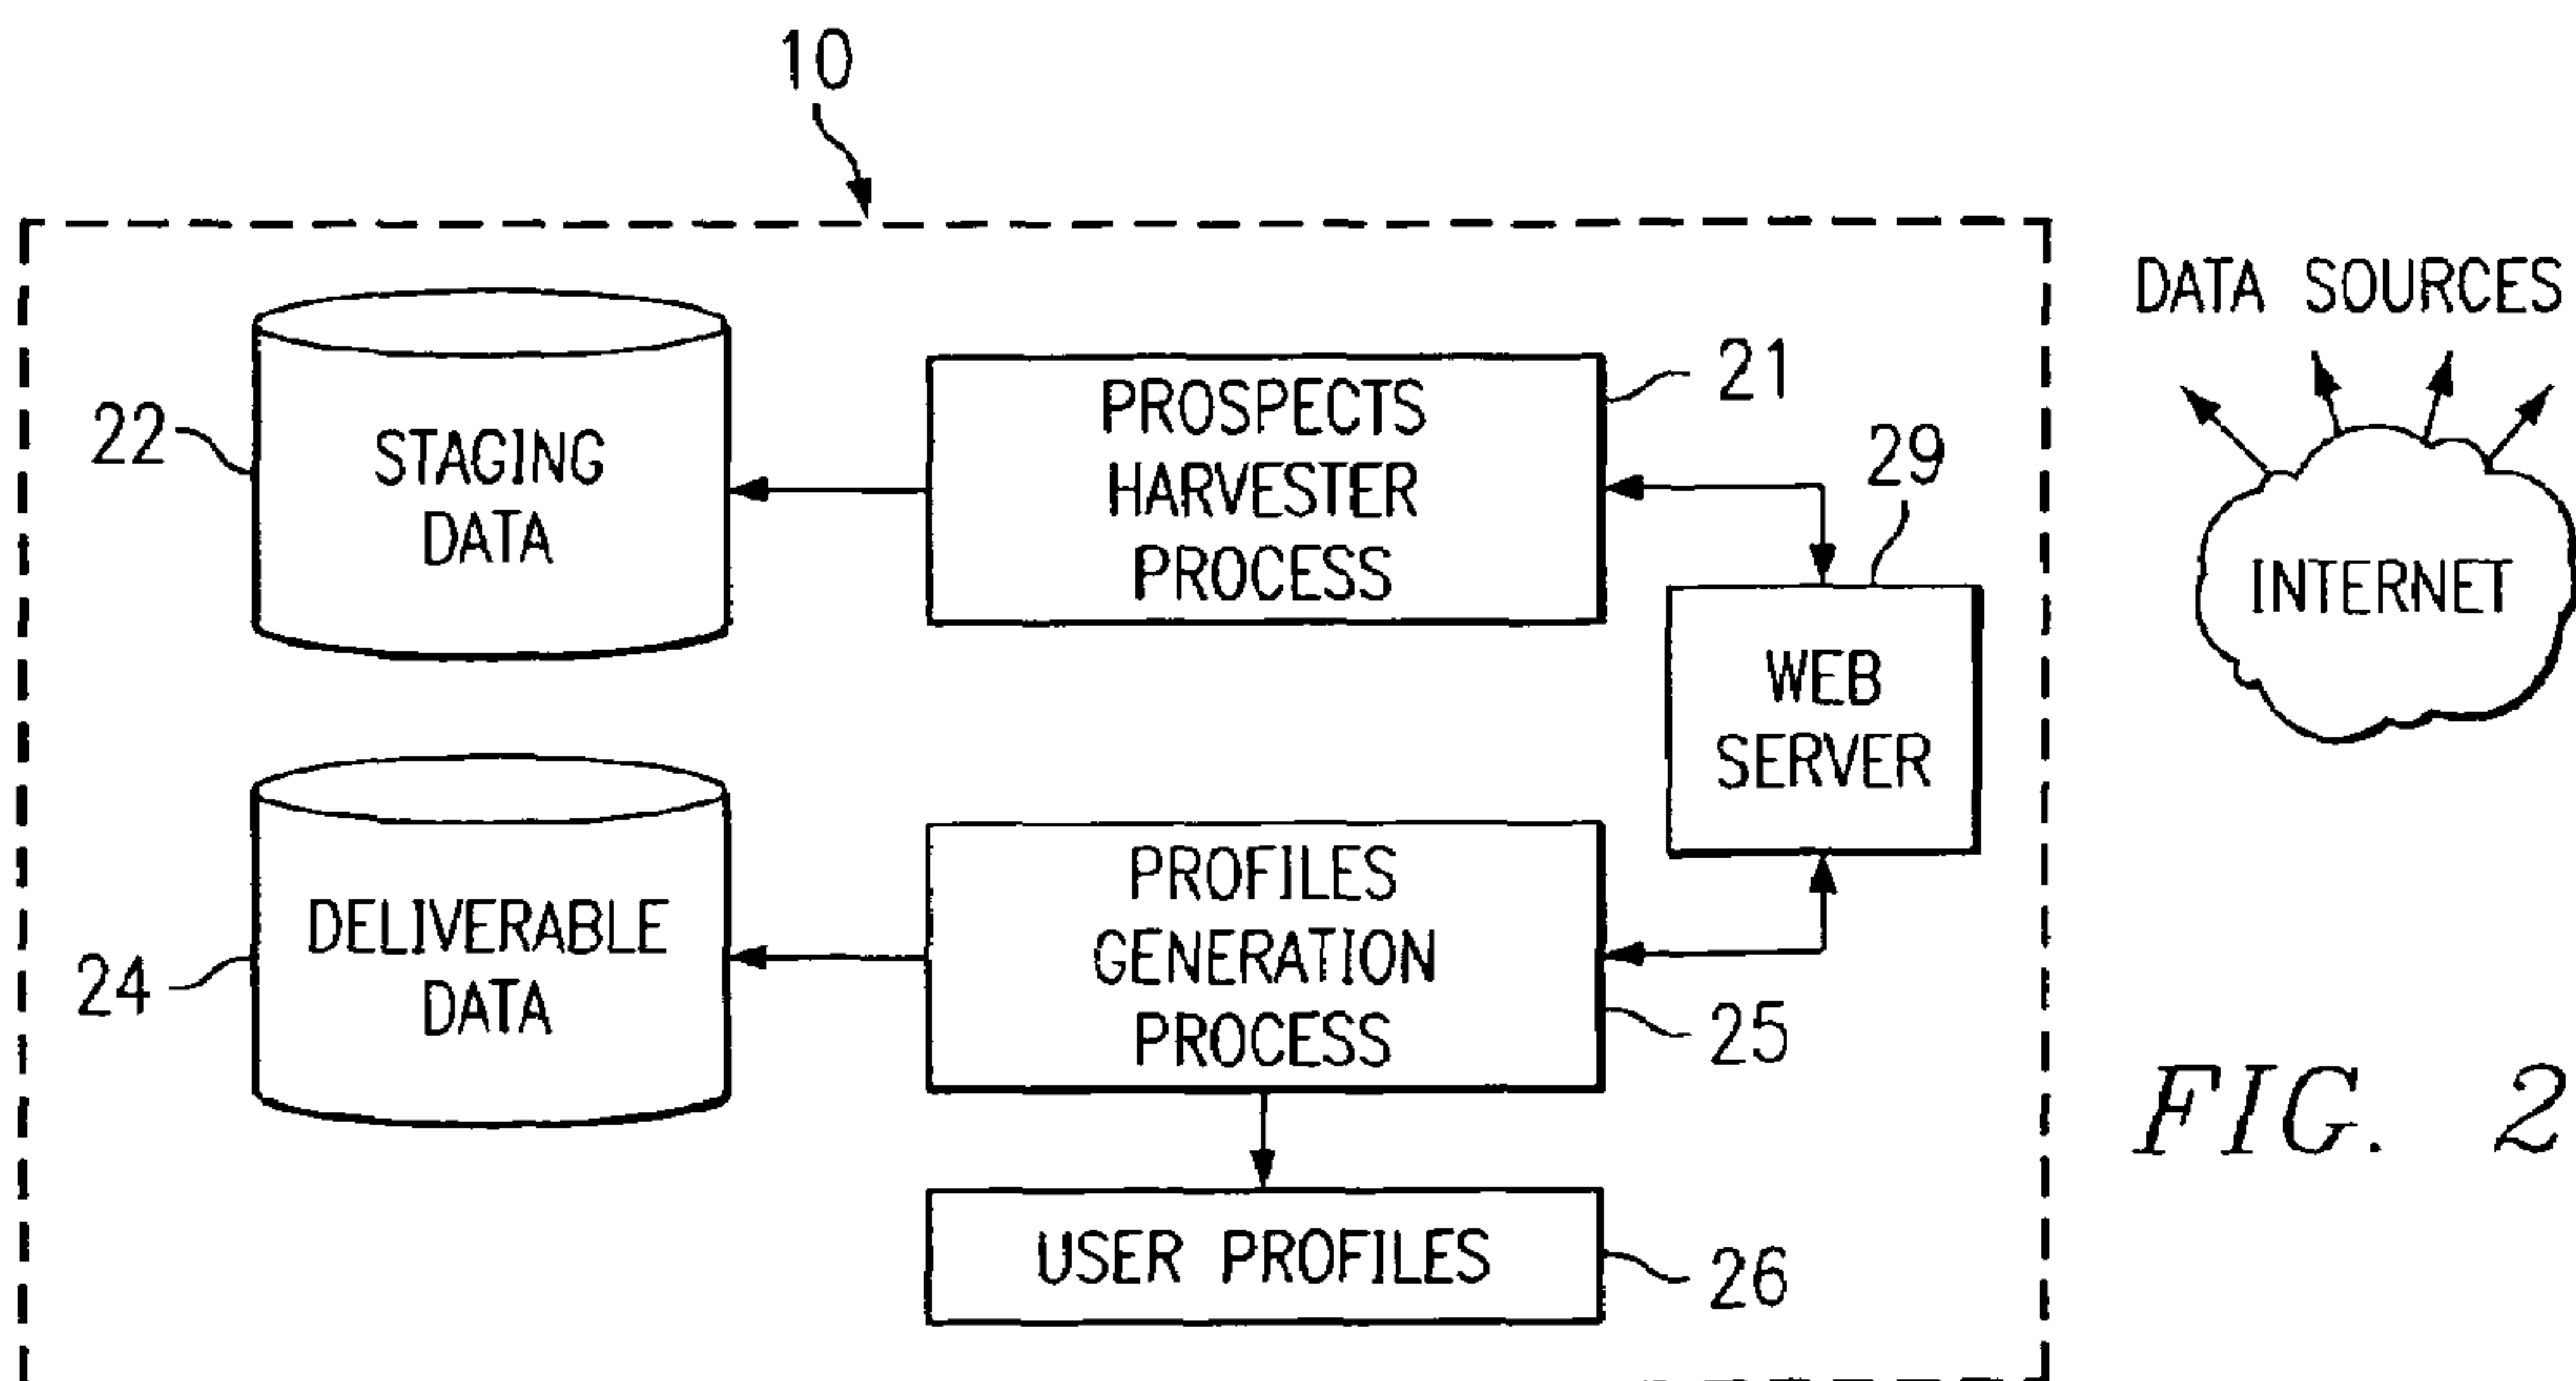 10
DATA SOURCES
INTERNET
22
STAGING
DATA
PROSPECTS
HARVESTER
PROCESS
21
29
WEB
SERVER
24
DELIVERABLE
DATA
PROFILES
GENERATION
PROCESS
25
USER PROFILES
26
FIG. 2